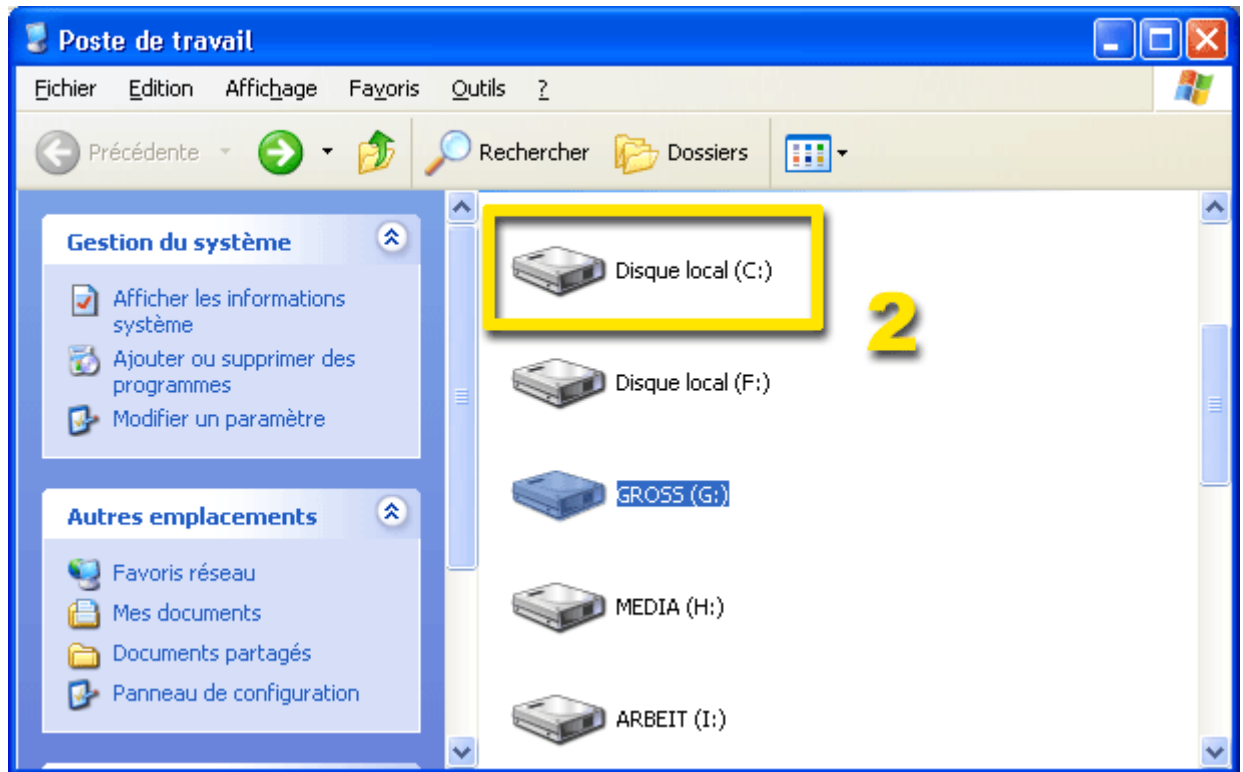 Poste de travail
Fichier Edition Affichage Favoris Outils ?
Précédente Rechercher Dossiers
Gestion du système
Afficher les informations
système
Ajouter ou supprimer des
programmes
Modifier un paramètre
Autres emplacements
Favoris réseau
Mes documents
Documents partagés
Panneau de configuration
Disque local (C:)
2
Disque local (F:)
GROSS (G:)
MEDIA (H:)
ARBEIT (I:)